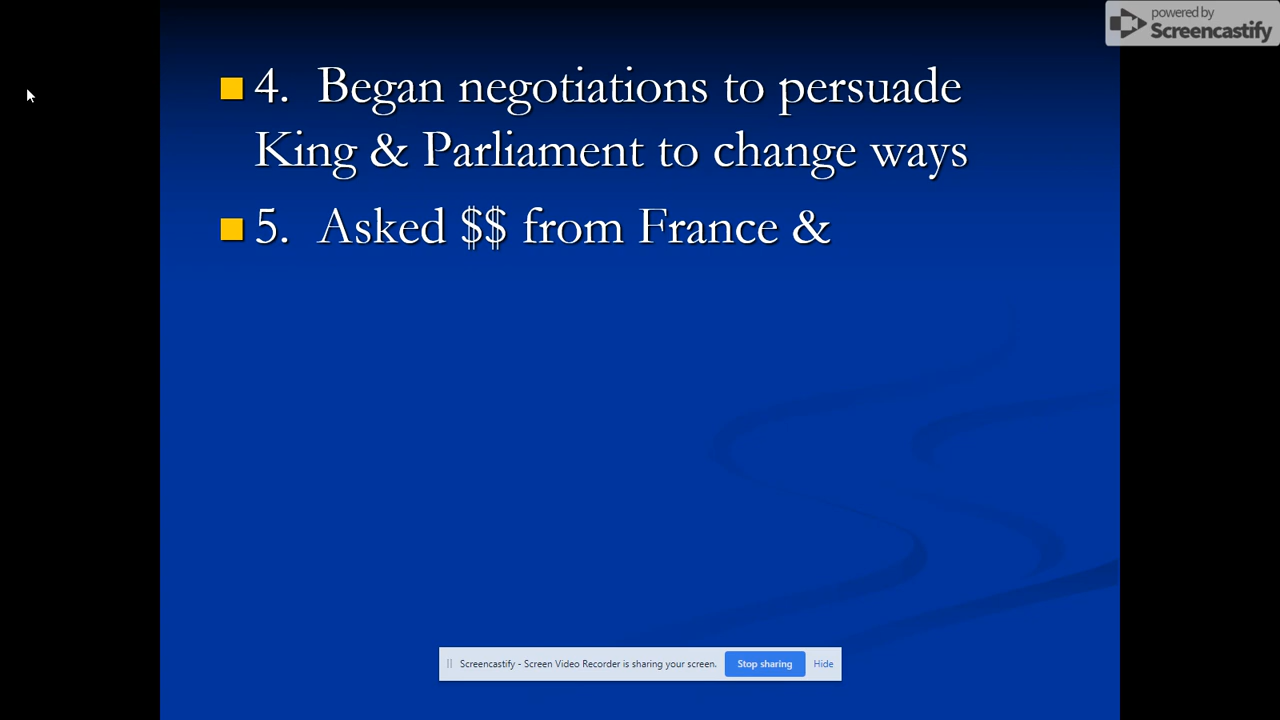 powered by
Screencastify
4. Began negotiations to persuade
King & Parliament to change ways
5. Asked $$ from France &
Screencastify - Screen Video Recorder is sharing your screen. Stop sharing Hide